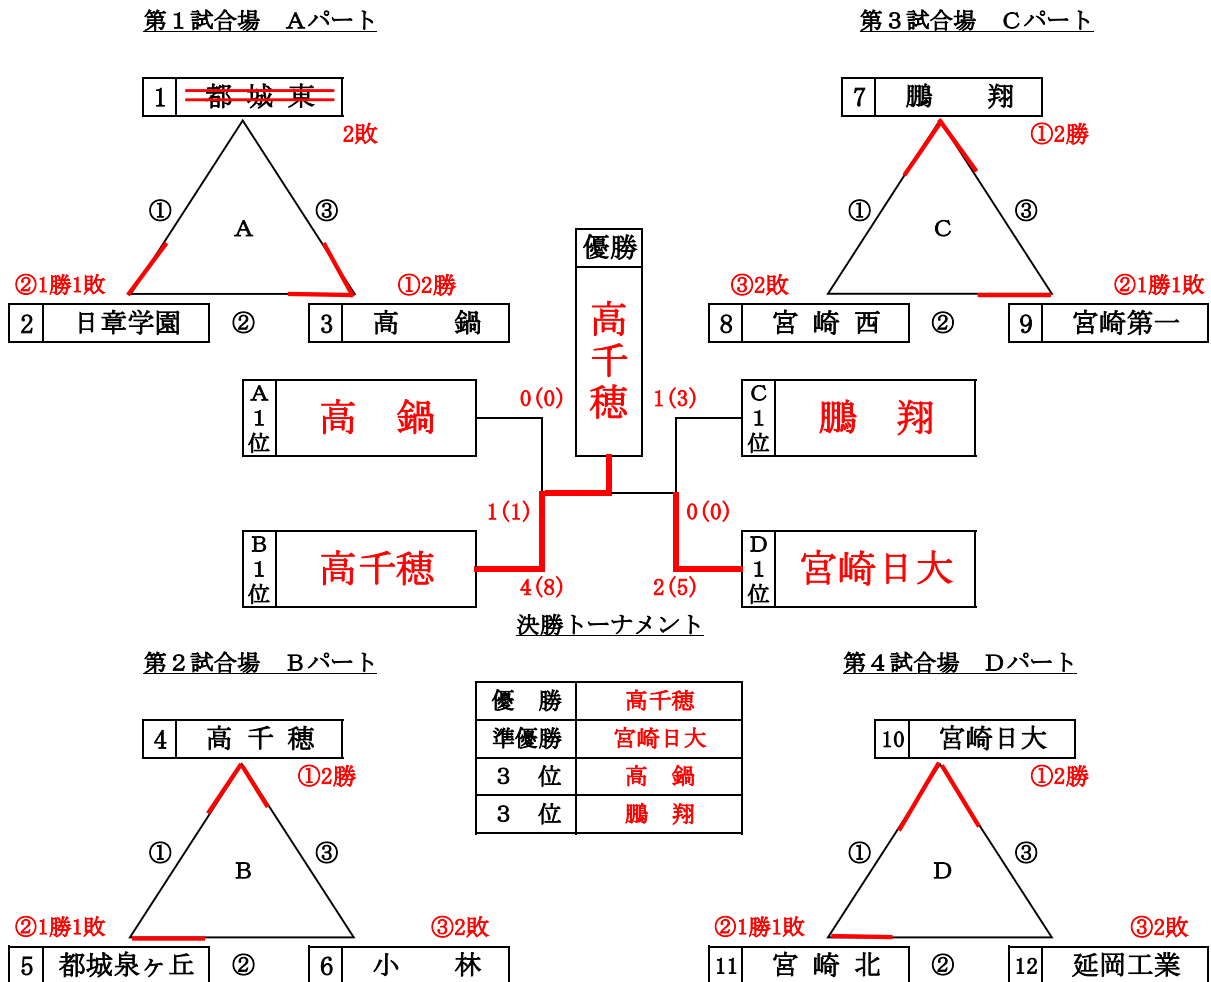 第１試合場　Ａパート
第３試合場　Ｃパート
1 都 城 東
2敗
① ③
A
②1勝1敗 ①2勝
2 日章学園 ② 3 高　鍋
7 鵬　翔
①2勝
① ③
C
③2敗 ②1勝1敗
8 宮 崎 西 ② 9 宮崎第一
優勝
高千穂
A1位 高　鍋 0(0)
1(3) C1位 鵬　翔
1(1) 0(0)
B1位 高千穂 4(8)
2(5) D1位 宮崎日大
決勝トーナメント
第２試合場　Ｂパート
第４試合場　Ｄパート
優　勝 高千穂
準優勝 宮崎日大
３　位 高　鍋
３　位 鵬　翔
4 高 千 穂
①2勝
① ③
B
②1勝1敗 ③2敗
5 都城泉ヶ丘 ② 6 小　林
10 宮崎日大
①2勝
① ③
D
②1勝1敗 ③2敗
11 宮 崎 北 ② 12 延岡工業